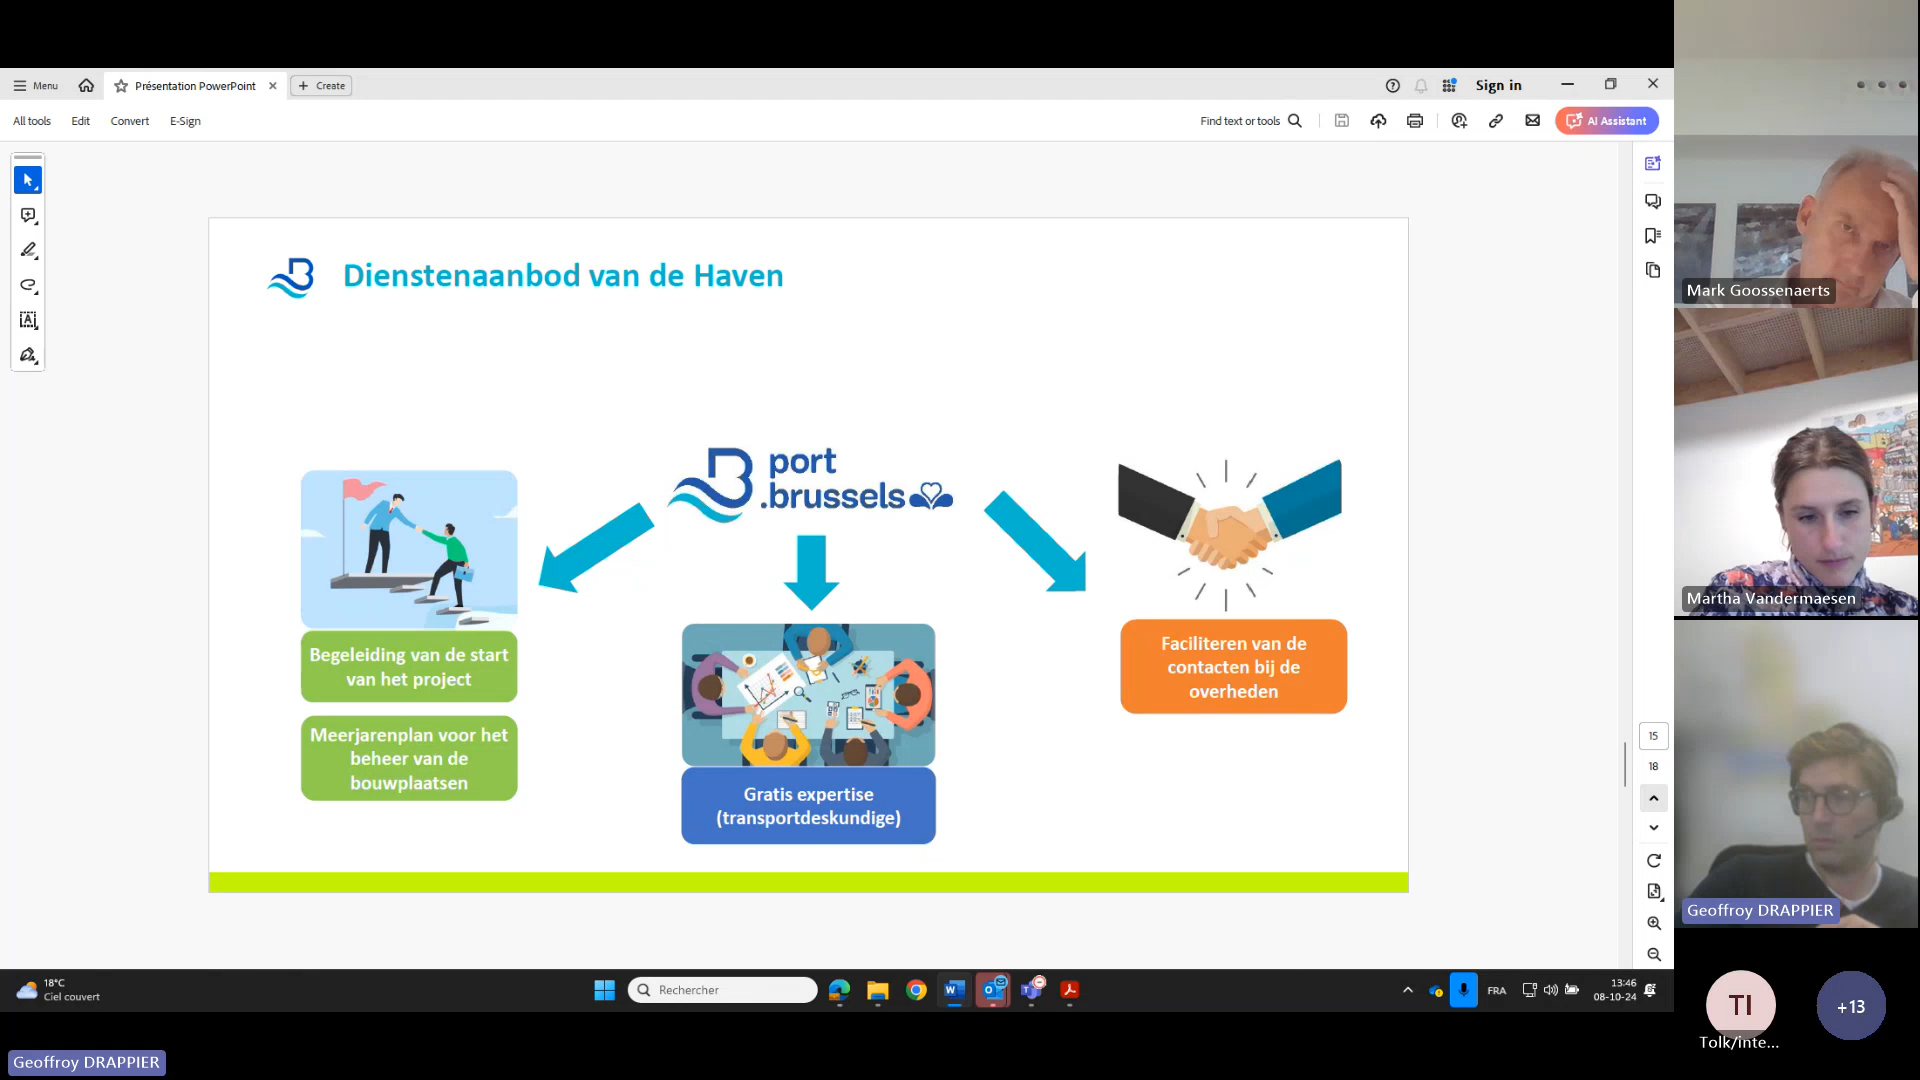 Menu
Présentation PowerPoint
Create
Sign in
All tools
Edit
Convert
E-Sign
Find text or tools
AI Assistant
Dienstenaanbod van de Haven
port
.brussels
Begeleiding van de start
van het project
Meerjarenplan voor het
beheer van de
bouwplaatsen
Gratis expertise
(transportdeskundige)
Faciliteren van de
contacten bij de
overheden
15
18
18°C
Ciel couvert
Rechercher
FRA
13:46
08-10-24
Mark Goossenaerts
Martha Vandermaesen
Geoffroy DRAPPIER
TI
Tolk/inte...
+13
Geoffroy DRAPPIER